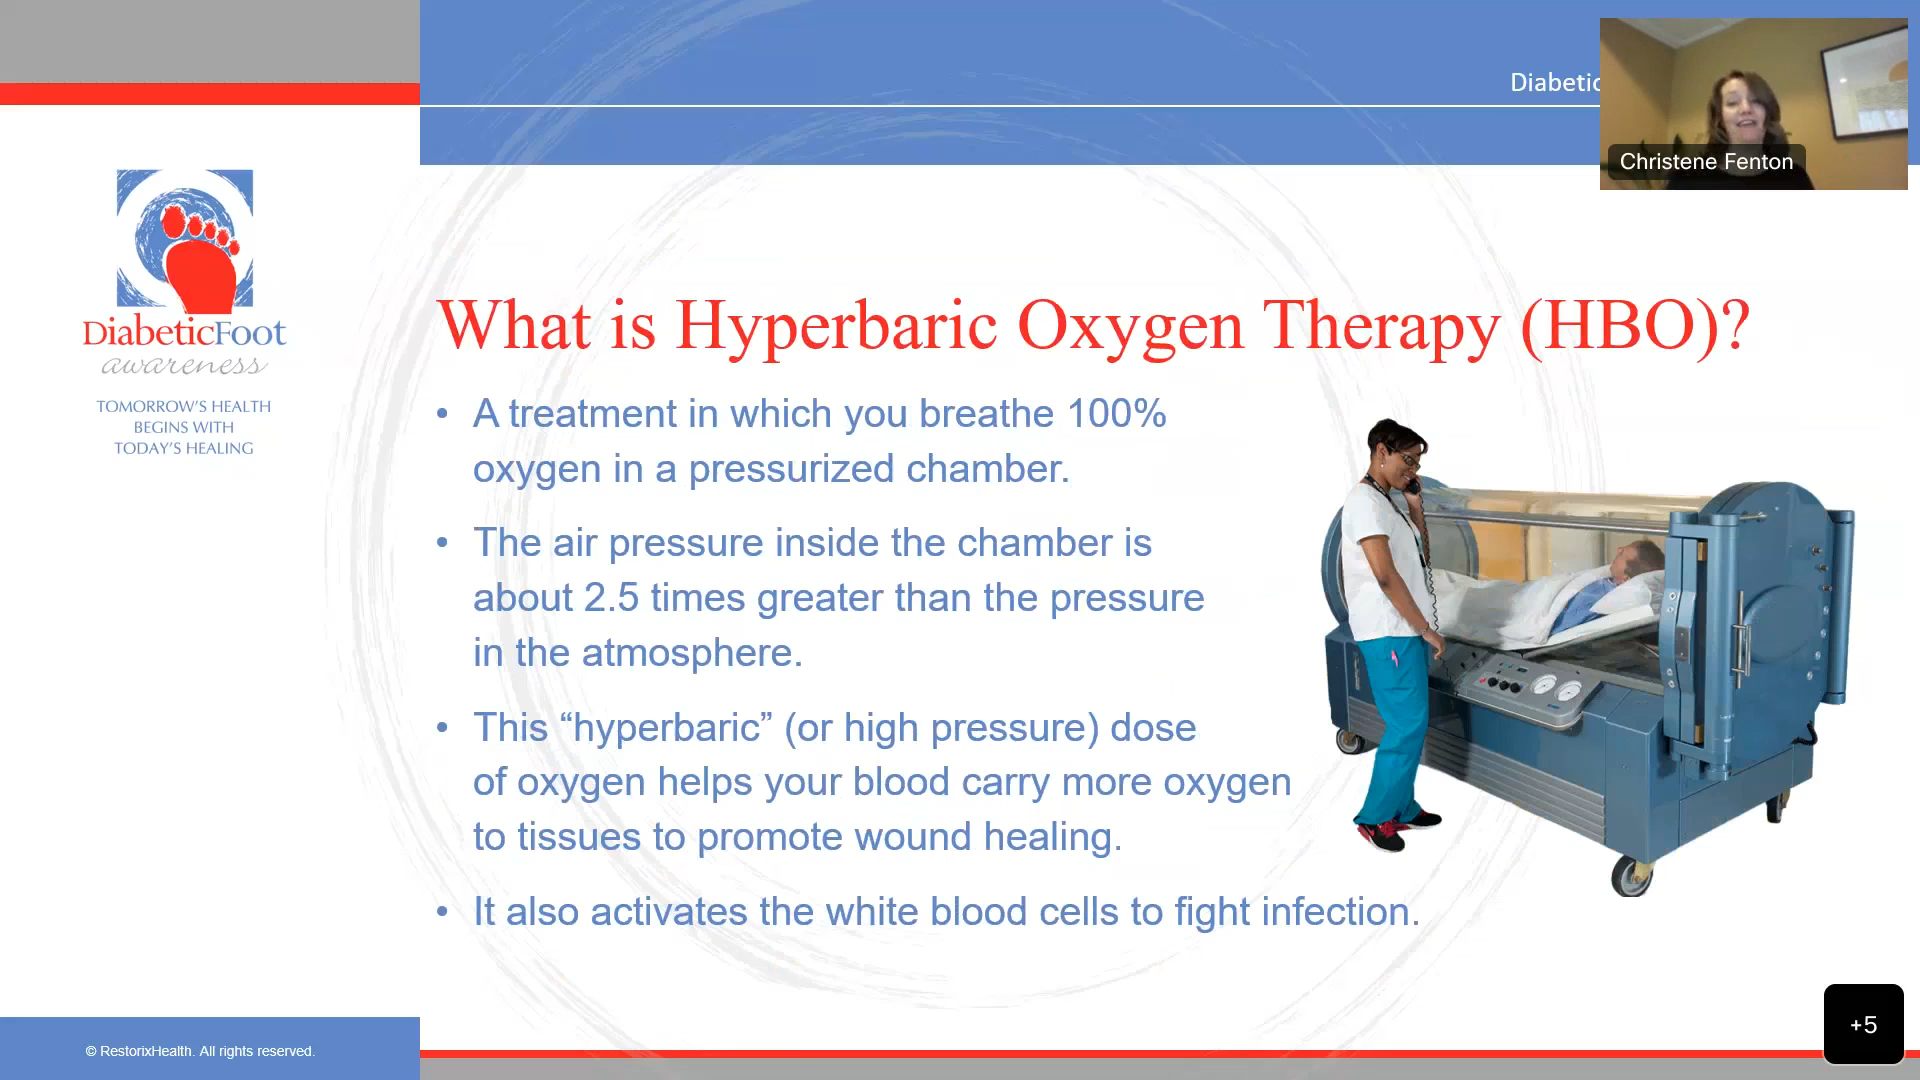 Diabetic
Christene Fenton
DiabeticFoot
awareness
TOMORROW'S HEALTH
BEGINS WITH
TODAY'S HEALING
What is Hyperbaric Oxygen Therapy (HBO)?
• A treatment in which you breathe 100%
oxygen in a pressurized chamber.
• The air pressure inside the chamber is
about 2.5 times greater than the pressure
in the atmosphere.
• This “hyperbaric” (or high pressure) dose
of oxygen helps your blood carry more oxygen
to tissues to promote wound healing.
• It also activates the white blood cells to fight infection.
© RestorixHealth. All rights reserved.
+5